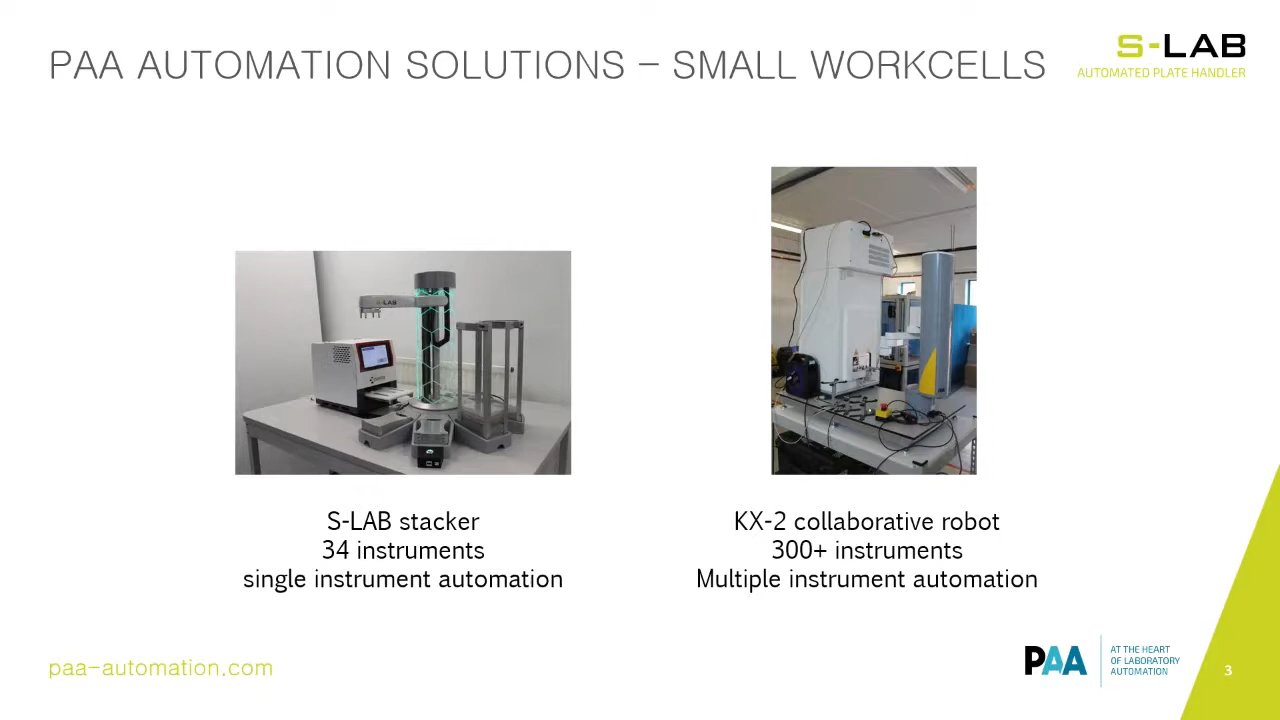 PAA AUTOMATION SOLUTIONS – SMALL WORKCELLS
S-LAB
AUTOMATED PLATE HANDLER
S-LAB
S-LAB stacker
34 instruments
single instrument automation
KX-2 collaborative robot
300+ instruments
Multiple instrument automation
paa-automation.com
PAA
AT THE HEART
OF LABORATORY
AUTOMATION
3